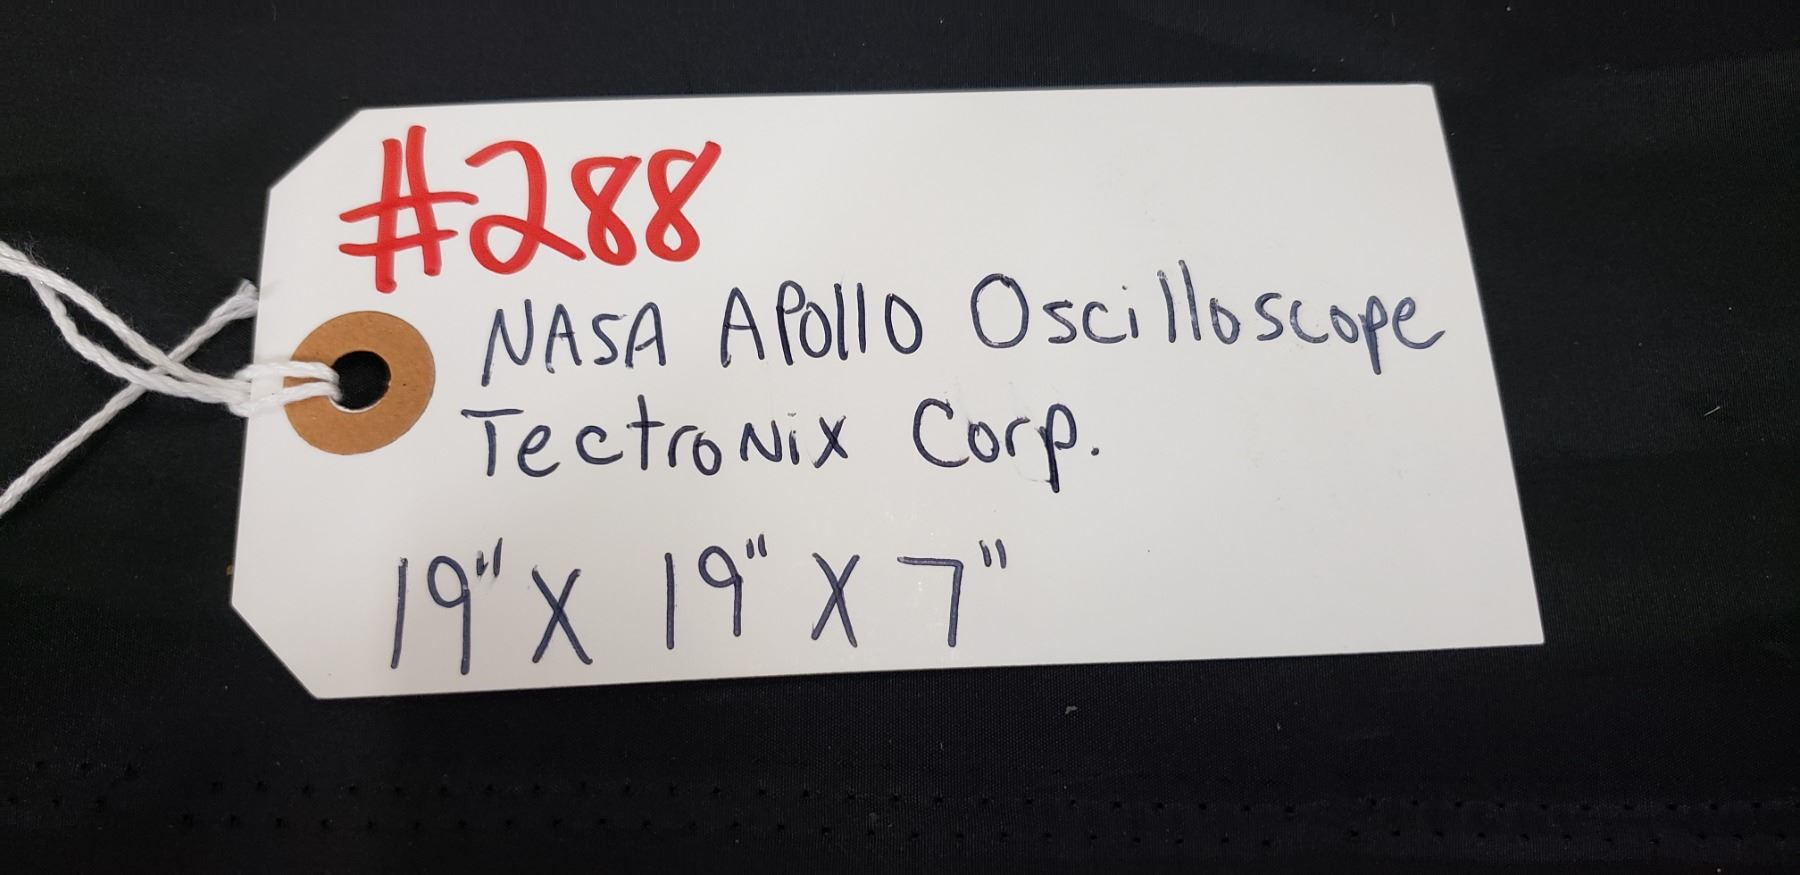 #288
NASA APollO Oscilloscope
TectroNix Corp.
19" X 19" X 7"